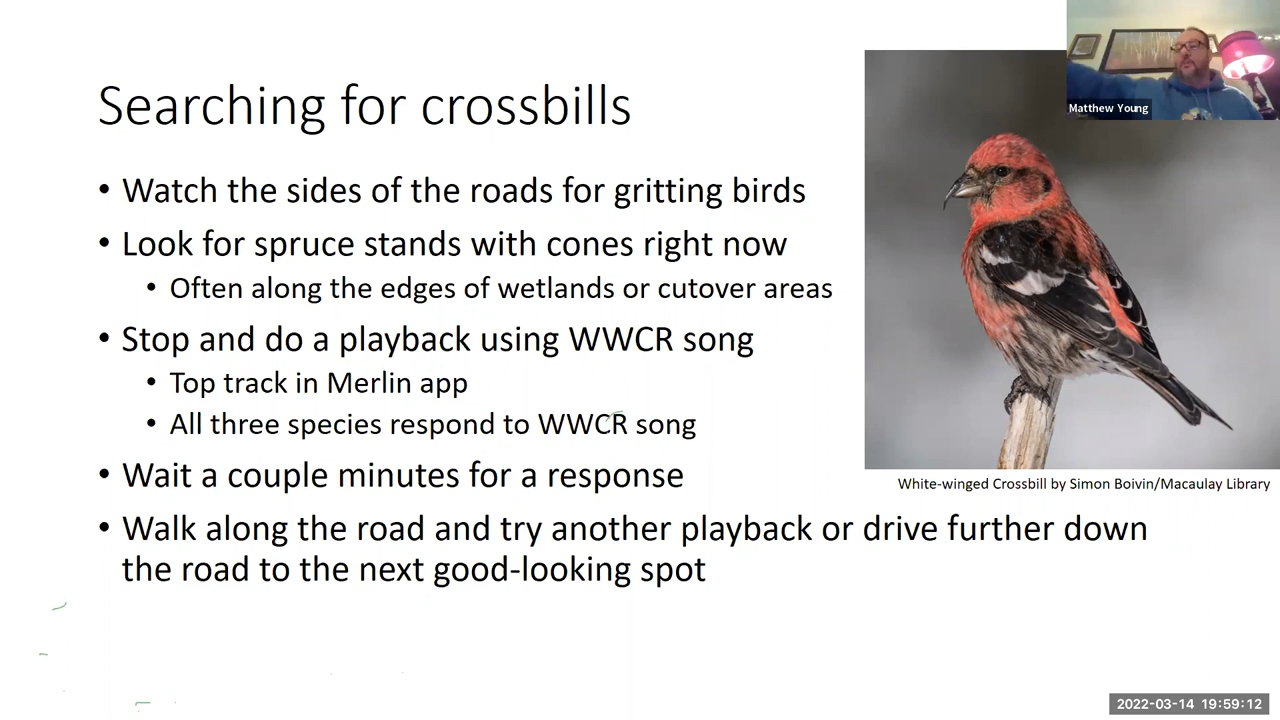 Matthew Young
Searching for crossbills
• Watch the sides of the roads for gritting birds
• Look for spruce stands with cones right now
• Often along the edges of wetlands or cutover areas
• Stop and do a playback using WWCR song
• Top track in Merlin app
• All three species respond to WWCR song
• Wait a couple minutes for a response
White-winged Crossbill by Simon Boivin/Macaulay Library
• Walk along the road and try another playback or drive further down
the road to the next good-looking spot
2022-03-14 19:59:12